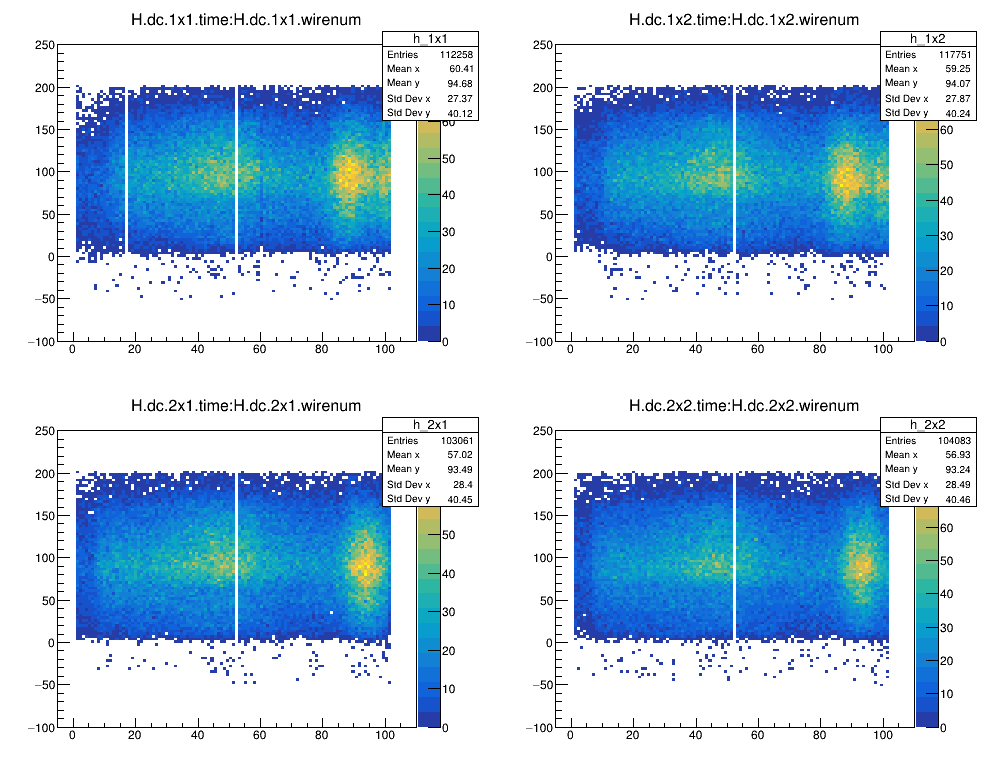 H.dc.1x1.time:H.dc.1x1.wirenum
h_1x1
Entries 112258
Mean x 60.41
Mean y 94.68
Std Dev x 27.37
Std Dev y 40.12
250
200
150
100
50
0
−50
−100
0 20 40 60 80 100
60
50
40
30
20
10
0
H.dc.1x2.time:H.dc.1x2.wirenum
h_1x2
Entries 117751
Mean x 59.25
Mean y 94.07
Std Dev x 27.87
Std Dev y 40.24
250
200
150
100
50
0
−50
−100
0 20 40 60 80 100
60
50
40
30
20
10
0
H.dc.2x1.time:H.dc.2x1.wirenum
h_2x1
Entries 103061
Mean x 57.02
Mean y 93.49
Std Dev x 28.4
Std Dev y 40.45
250
200
150
100
50
0
−50
−100
0 20 40 60 80 100
50
40
30
20
10
0
H.dc.2x2.time:H.dc.2x2.wirenum
h_2x2
Entries 104083
Mean x 56.93
Mean y 93.24
Std Dev x 28.49
Std Dev y 40.46
250
200
150
100
50
0
−50
−100
0 20 40 60 80 100
60
50
40
30
20
10
0